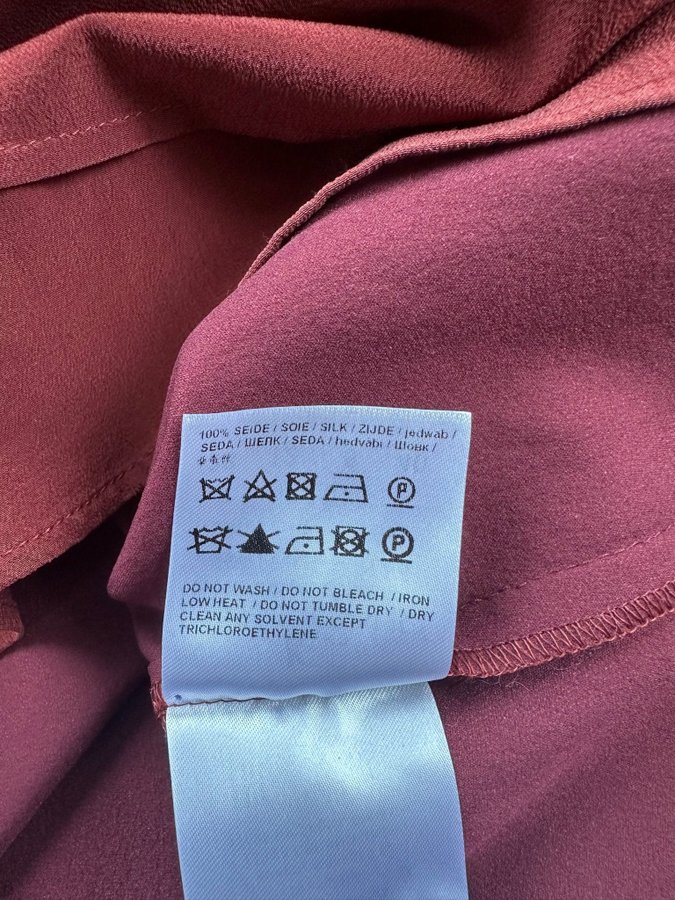 100% SEIDE / SOIE / SILK / ZIJDE / jedwab /
SEDA / ШЕПК / SEDA / hedvábí / Шовк /
P
P
DO NOT WASH / DO NOT BLEACH / IRON
LOW HEAT / DO NOT TUMBLE DRY / DRY
CLEAN ANY SOLVENT EXCEPT
TRICHLOROETHYLENE